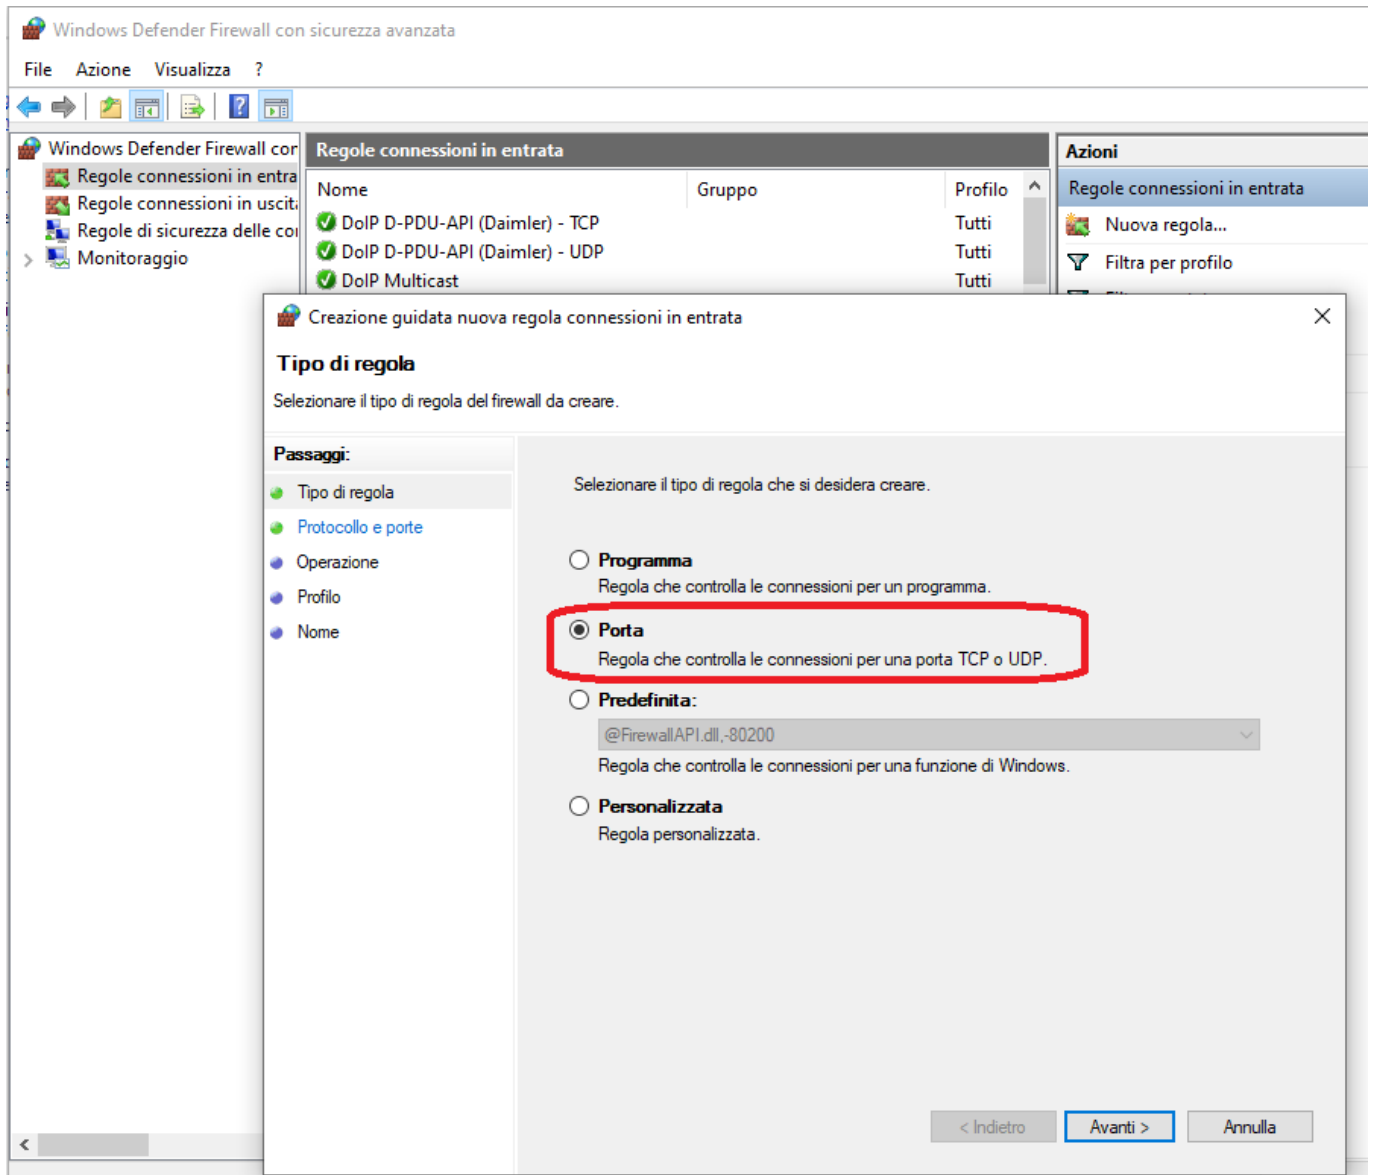 Windows Defender Firewall con sicurezza avanzata
File Azione Visualizza ?
Windows Defender Firewall con
Regole connessioni in entra
Regole connessioni in uscit
Regole di sicurezza delle co
Monitoraggio
Regole connessioni in entrata
Nome Gruppo Profilo
DoIP D-PDU-API (Daimler) - TCP Tutti
DoIP D-PDU-API (Daimler) - UDP Tutti
DoIP Multicast Tutti
Azioni
Regole connessioni in entrata
Nuova regola...
Filtra per profilo
Creazione guidata nuova regola connessioni in entrata
Tipo di regola
Selezionare il tipo di regola del firewall da creare.
Passaggi:
Tipo di regola
Protocollo e porte
Operazione
Profilo
Nome
Selezionare il tipo di regola che si desidera creare.
Programma
Regola che controlla le connessioni per un programma.
Porta
Regola che controlla le connessioni per una porta TCP o UDP.
Predefinita:
@FirewallAPI.dll,-80200
Regola che controlla le connessioni per una funzione di Windows.
Personalizzata
Regola personalizzata.
< Indietro Avanti > Annulla